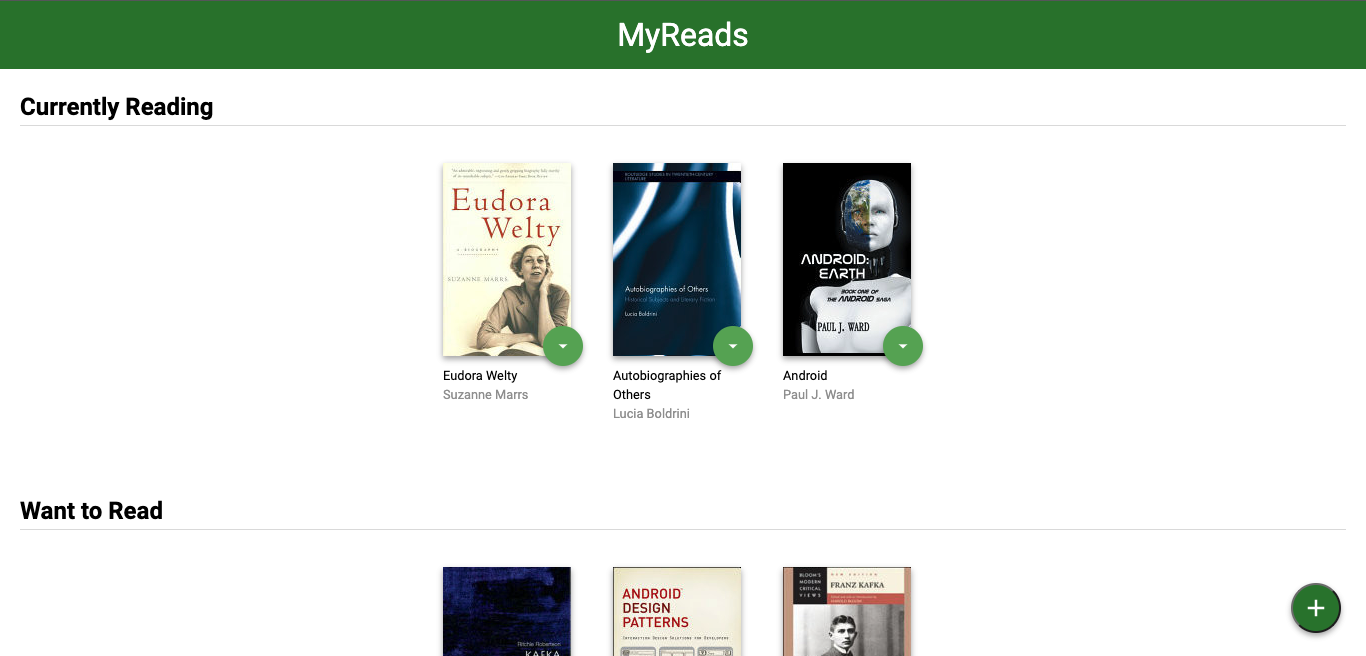 MyReads
Currently Reading
Eudora
Welty
A BIOGRAPHY
SUZANNE MARRS
ROUTLEDGE STUDIES IN TWENTIETH-CENTURY
LITERATURE
Autobiographies of Others
Historical Subjects and Literary Fiction
Lucia Boldrini
ANDROID:
EARTH
BOOK ONE OF
THE ANDROID SAGA
PAUL J. WARD
Eudora Welty
Suzanne Marrs
Autobiographies of
Others
Lucia Boldrini
Android
Paul J. Ward
Want to Read
Ritchie Robertson
KAFKA
ANDROID
DESIGN
PATTERNS
INTERACTION DESIGN SOLUTIONS FOR DEVELOPERS
BLOOM'S
MODERN
CRITICAL
VIEWS
NEW EDITION
FRANZ KAFKA
+